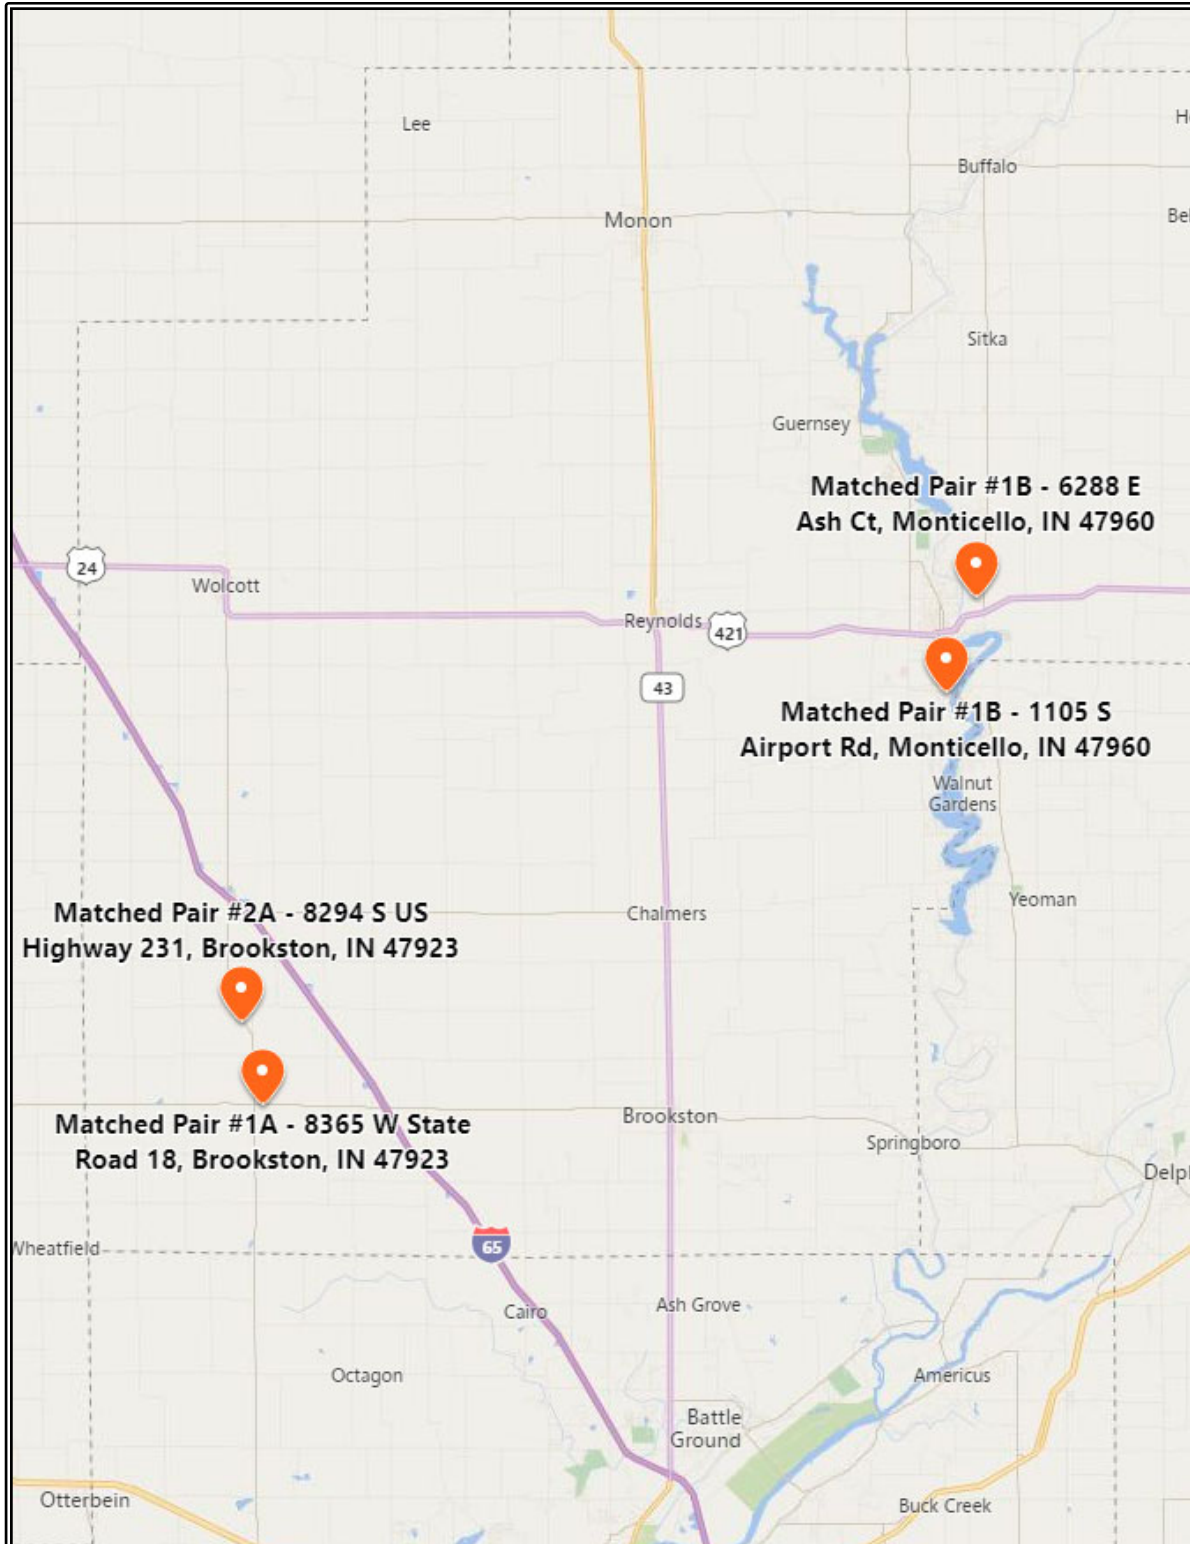 Lee
Buffalo
Monon
Sitka
Guernsey
Matched Pair #1B - 6288 E
Ash Ct, Monticello, IN 47960
24
Wolcott
Reynolds
421
43
Matched Pair #1B - 1105 S
Airport Rd, Monticello, IN 47960
Walnut
Gardens
Yeoman
Chalmers
Matched Pair #2A - 8294 S US
Highway 231, Brookston, IN 47923
Matched Pair #1A - 8365 W State
Road 18, Brookston, IN 47923
Brookston
Springboro
Delp
Wheatfield
65
Cairo
Ash Grove
Octagon
Americus
Battle
Ground
Otterbein
Buck Creek